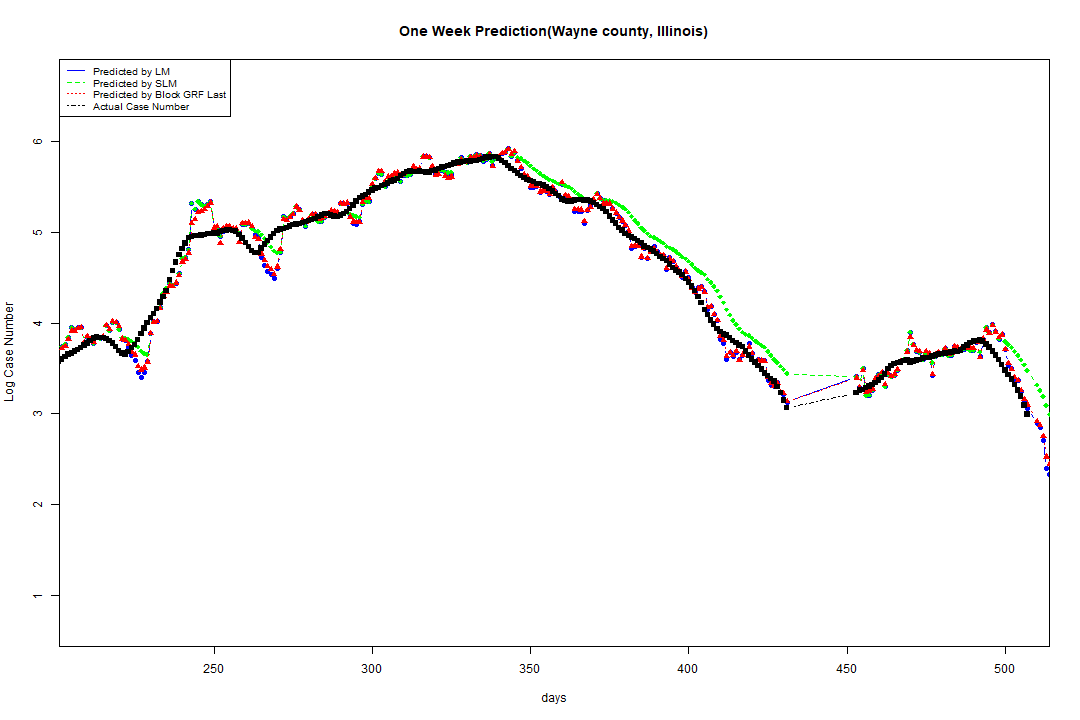 One Week Prediction(Wayne county, Illinois)
Predicted by LM
Predicted by SLM
Predicted by Block GRF Last
Actual Case Number
Log Case Number
6
5
4
3
2
1
250 300 350 400 450 500
days